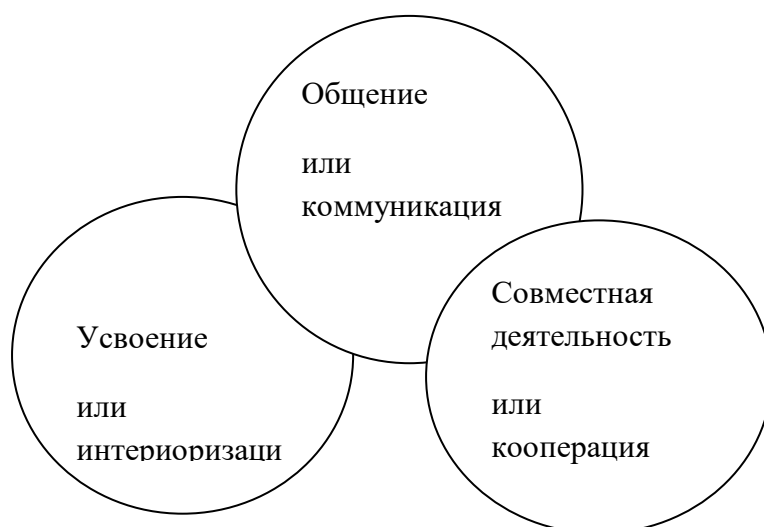 Общение
или
коммуникация
Усвоение
или
интериоризаци
Совместная
деятельность
или
кооперация